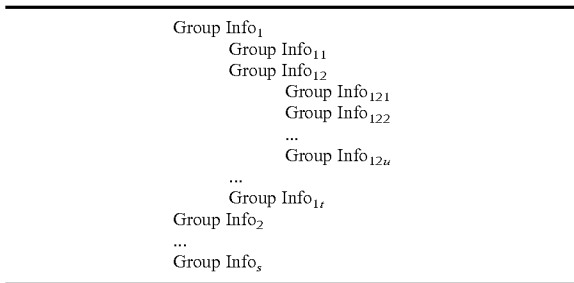 Group Info₁
Group Info₁₁
Group Info₁₂
Group Info₁₂₁
Group Info₁₂₂
...
Group Info₁₂ᵤ
...
Group Info₁ₜ
Group Info₂
...
Group Infoₛ